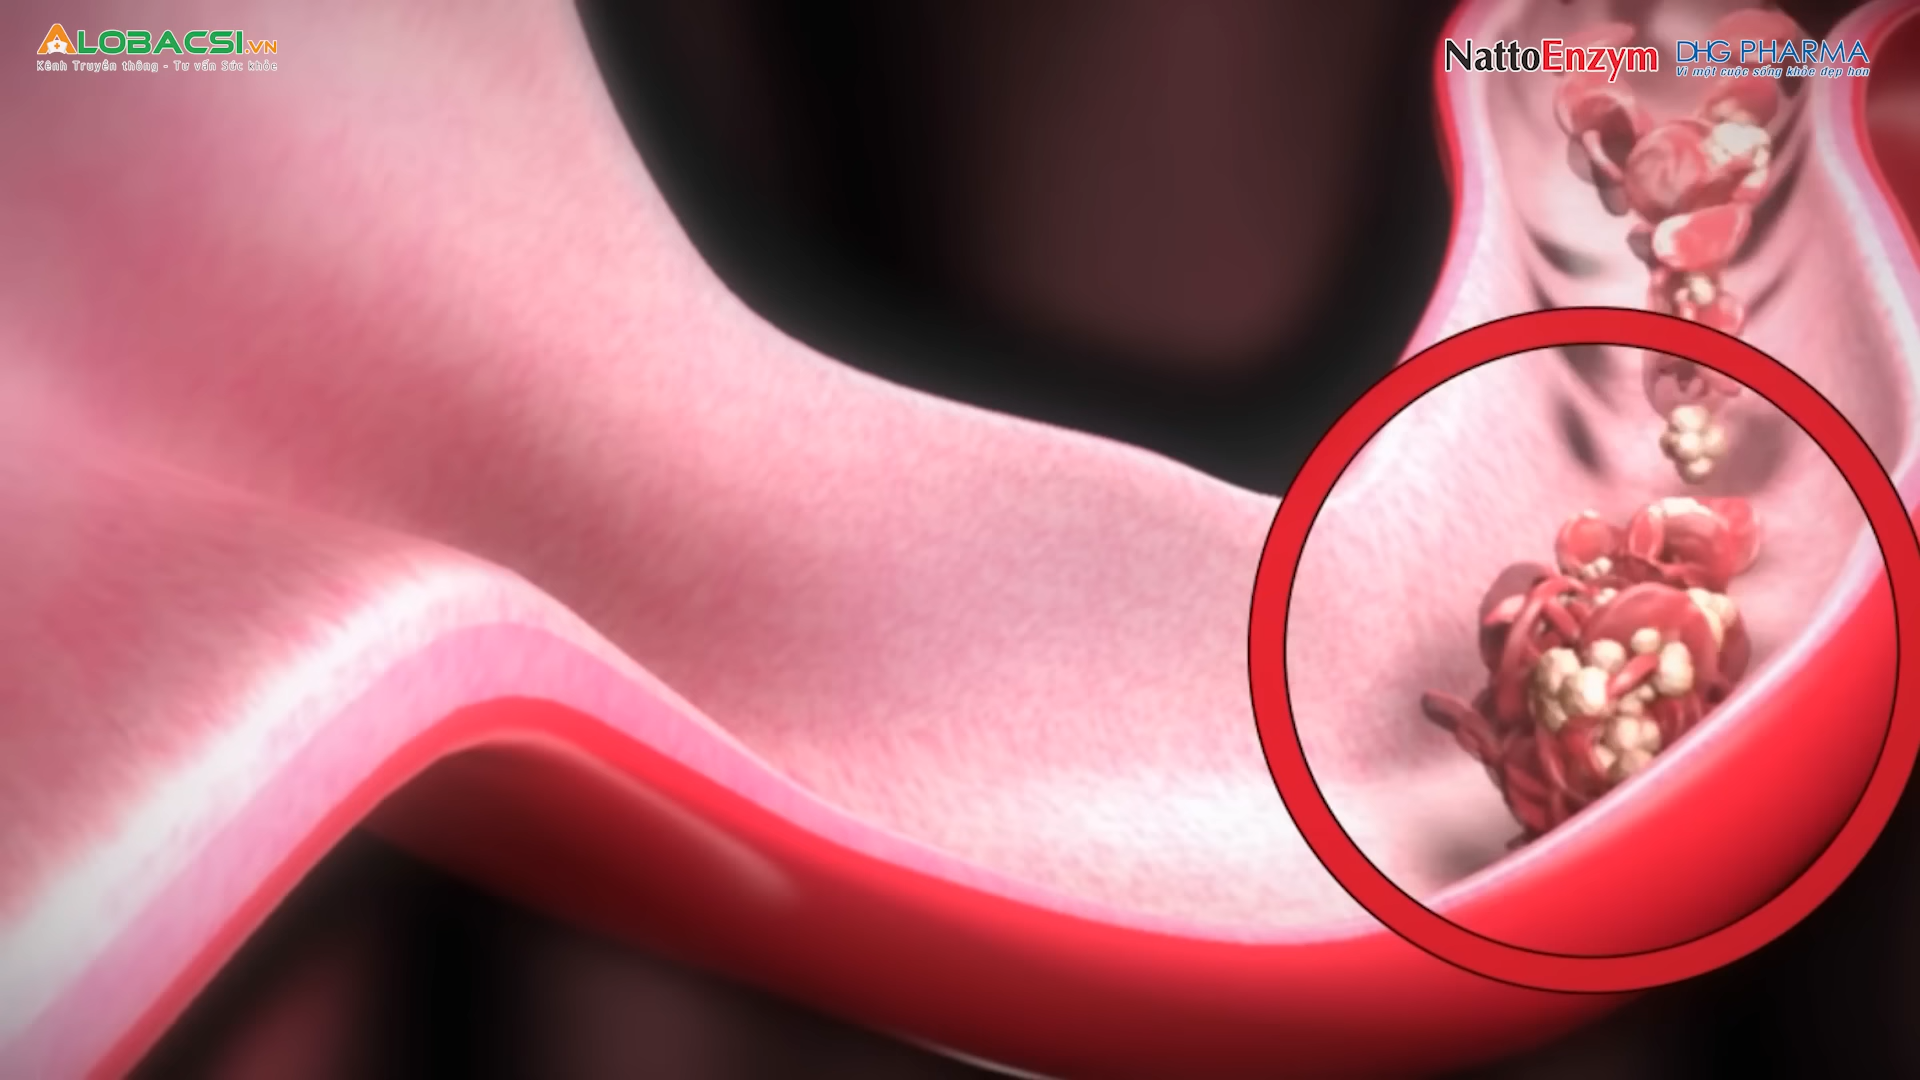 ALOBACSI.VN
Kênh Truyền thông - Tư vấn Sức khỏe
NattoEnzym
DHG PHARMA
Vì một cuộc sống khỏe đẹp hơn